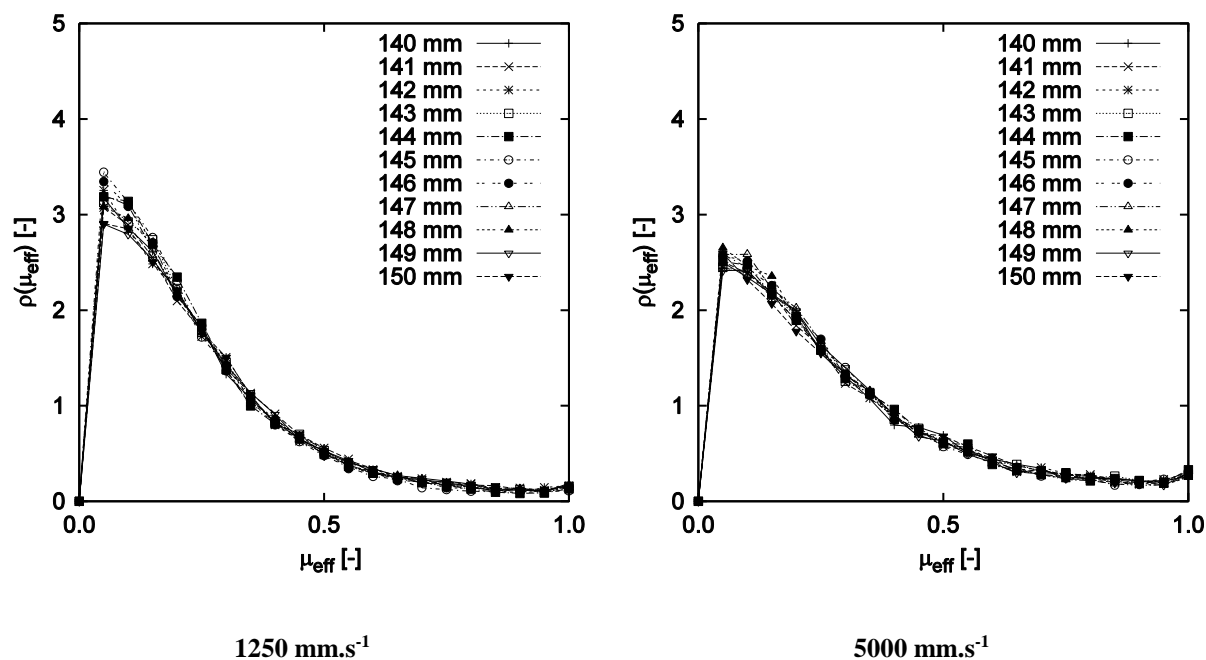 5
4
3
2
1
0
ρ(μeff) [-]
140 mm
141 mm
142 mm
143 mm
144 mm
145 mm
146 mm
147 mm
148 mm
149 mm
150 mm
0.0 0.5 1.0
μeff [-]
1250 mm.s-1
5
4
3
2
1
0
ρ(μeff) [-]
140 mm
141 mm
142 mm
143 mm
144 mm
145 mm
146 mm
147 mm
148 mm
149 mm
150 mm
0.0 0.5 1.0
μeff [-]
5000 mm.s-1